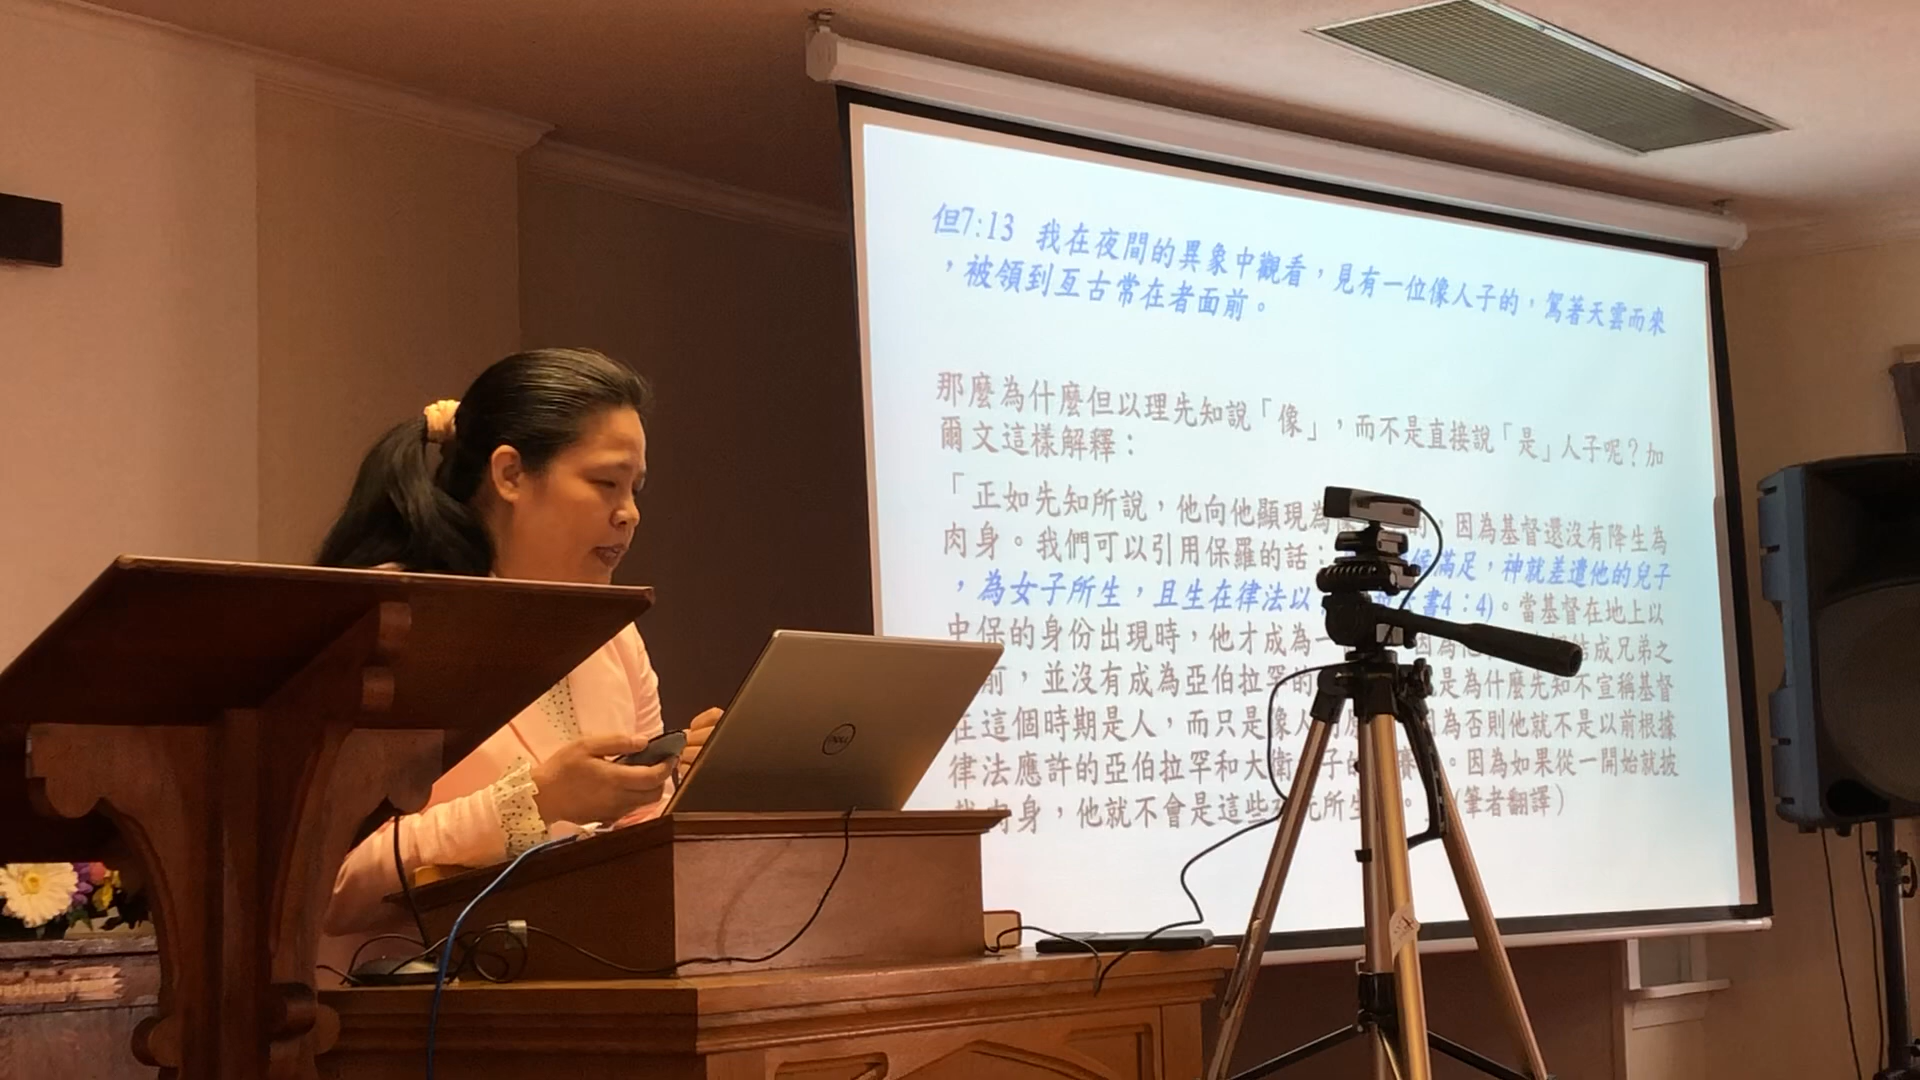 但7:13 我在夜間的異象中觀看，見有一位像人子的，駕著天雲而來
，被領到亙古常在者面前。
那麼為什麼但以理先知說「像」，而不是直接說「是」人子呢？加
爾文這樣解釋：
「正如先知所說，他向他顯現為 的，因為基督還沒有降生為
肉身。我們可以引用保羅的話： 候滿足，神就差遣他的兒子
，為女子所生，且生在律法以 書4：4)。當基督在地上以
中保的身份出現時，他才成為一 因為他 結成兄弟之
前，並沒有成為亞伯拉罕的 是為什麼先知不宣稱基督
在這個時期是人，而只是像人 因為否則他就不是以前根據
律法應許的亞伯拉罕和大衛 子 。因為如果從一開始就披
肉身，他就不會是這些 所生 。 (筆者翻譯)
DELL